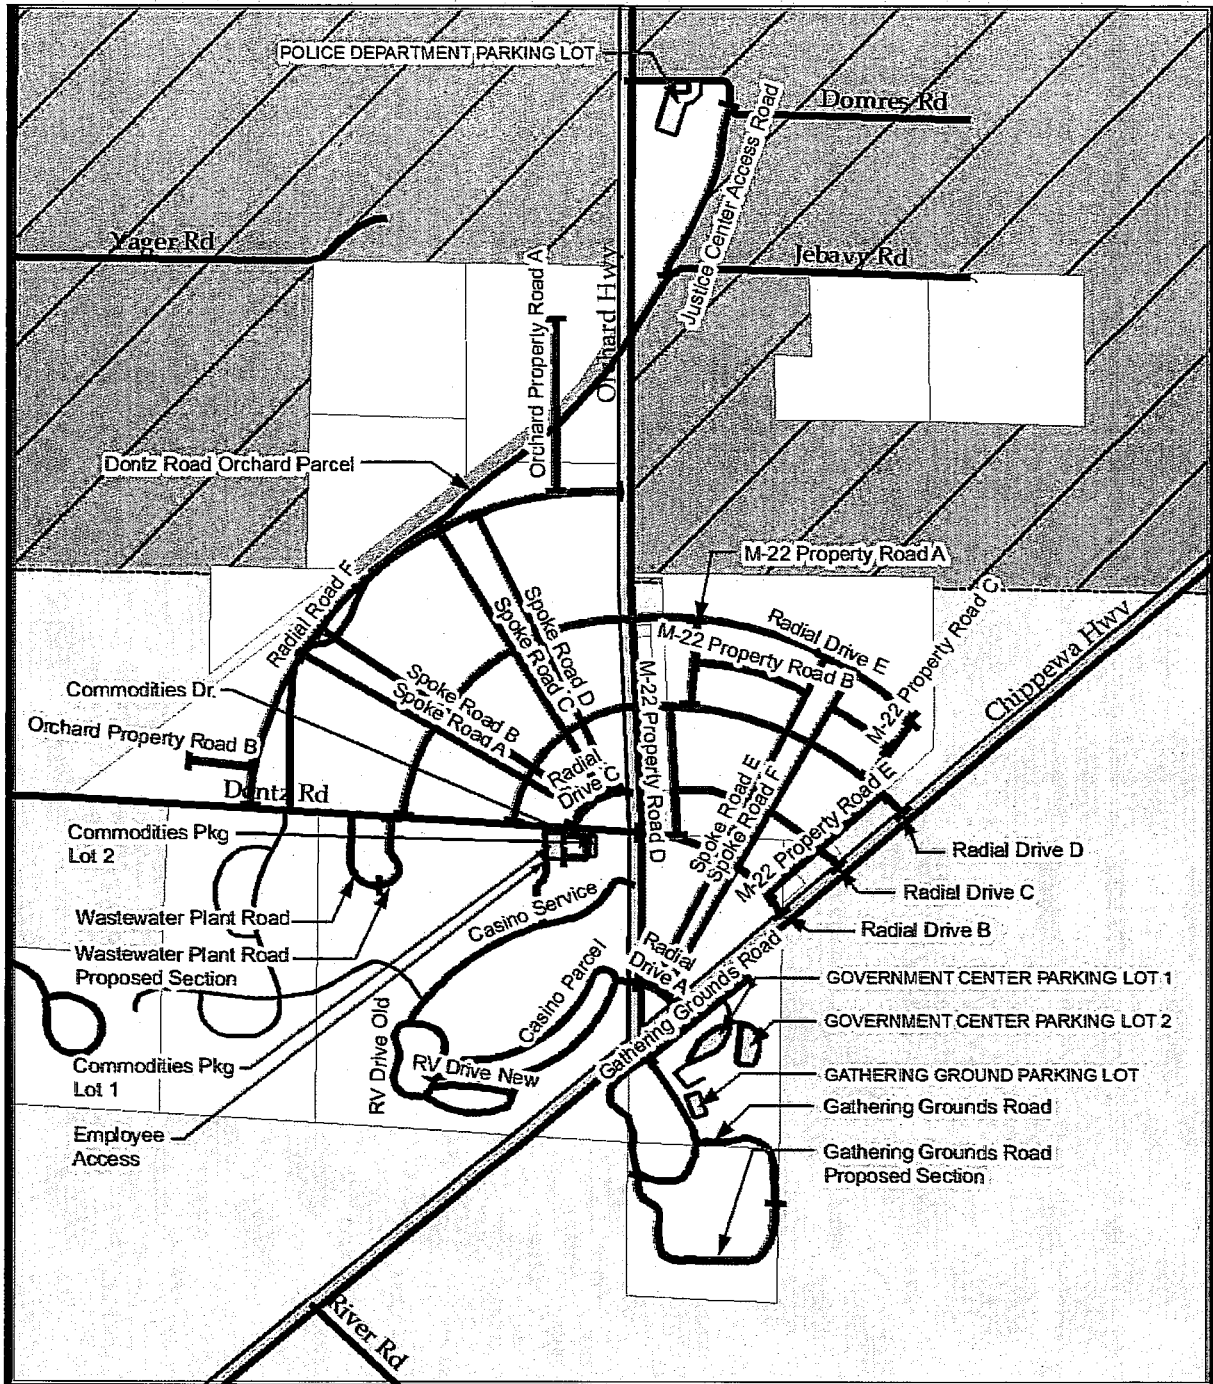 POLICE DEPARTMENT PARKING LOT
Domres Rd
Justice Center Access Road
Yager Rd
Jebavy Rd
Orchard Property Road A
Orchard Hwy
Dontz Road Orchard Parcel
M-22 Property Road A
Radial Road F
Spoke Road D
Spoke Road C
Radial Drive E
M-22 Property Road B
M-22 Property Road C
Chippewa Hwy
Commodities Dr.
Spoke Road B
Spoke Road A
M-22 Property Road D
Orchard Property Road B
Radial
Drive C
Dontz Rd
Spoke Road E
Spoke Road F
M-22 Property Road E
Commodities Pkg
Lot 2
Radial Drive D
Radial Drive C
Wastewater Plant Road
Casino Service
Radial Drive B
Wastewater Plant Road
Proposed Section
Radial
Drive A
Gathering Grounds Road
Casino Parcel
GOVERNMENT CENTER PARKING LOT 1
GOVERNMENT CENTER PARKING LOT 2
RV Drive Old
RV Drive New
Commodities Pkg
Lot 1
GATHERING GROUND PARKING LOT
Gathering Grounds Road
Employee
Access
Gathering Grounds Road
Proposed Section
River Rd